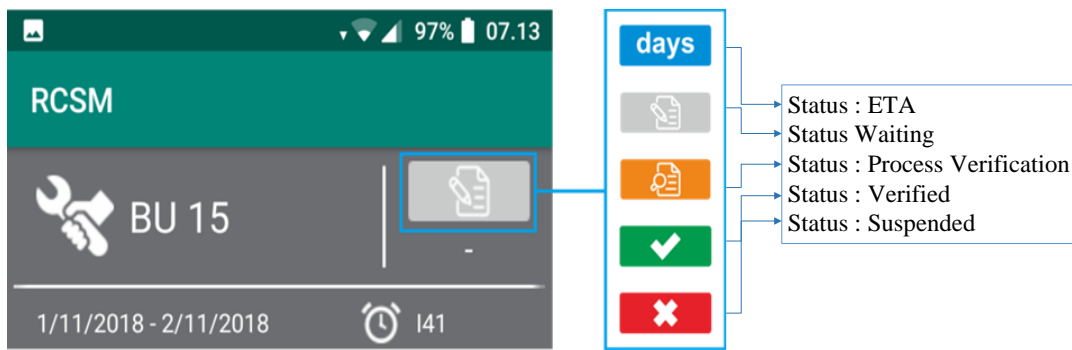 97% 07.13
RCSM
BU 15
-
1/11/2018 - 2/11/2018 I41
days
Status : ETA
Status Waiting
Status : Process Verification
Status : Verified
Status : Suspended